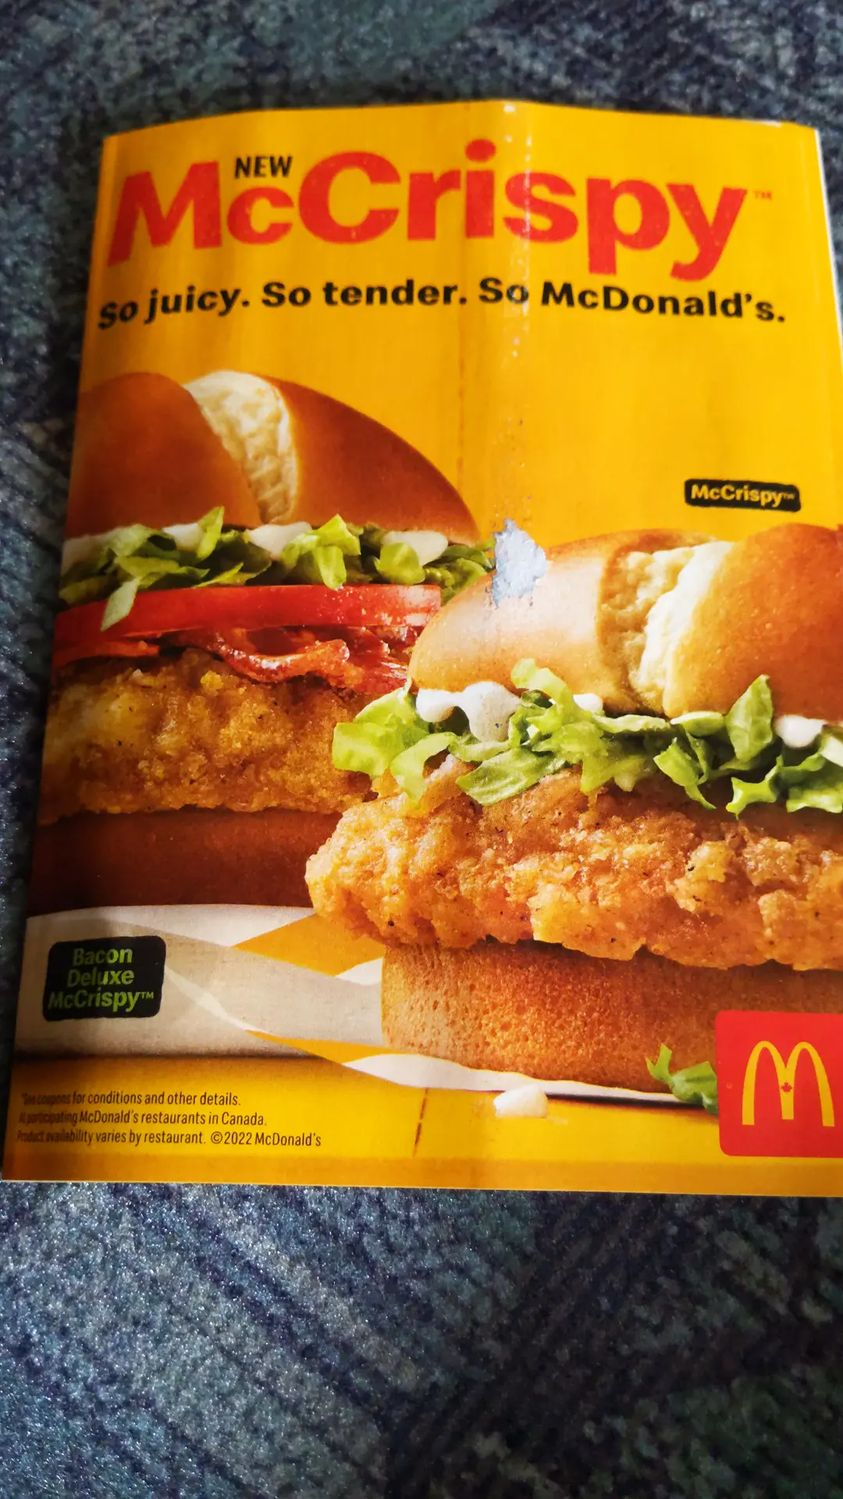 NEW
McCrispy™
So juicy. So tender. So McDonald's.
McCrispy™
Bacon
Deluxe
McCrispy™
*See coupons for conditions and other details.
At participating McDonald's restaurants in Canada.
Product availability varies by restaurant. ©2022 McDonald's